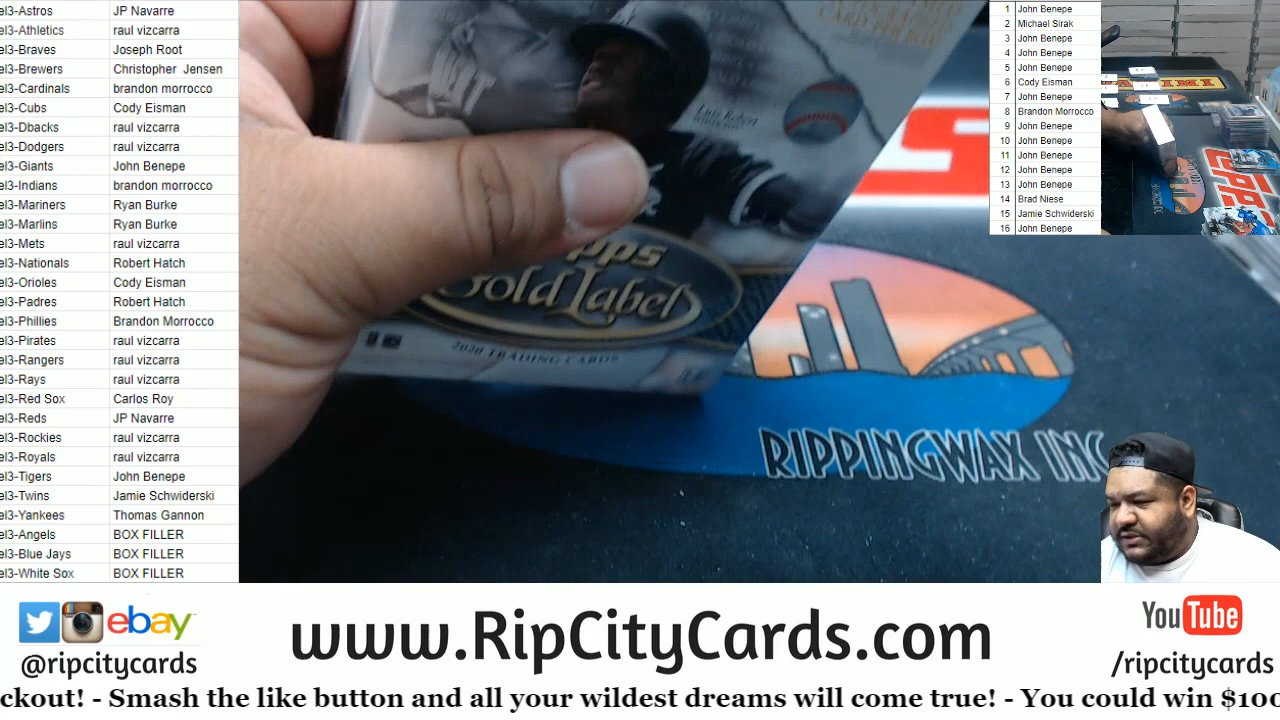 el3-Astros JP Navarre
el3-Athletics raul vizcarra
el3-Braves Joseph Root
el3-Brewers Christopher Jensen
el3-Cardinals brandon morrocco
el3-Cubs Cody Eisman
el3-Dbacks raul vizcarra
el3-Dodgers raul vizcarra
el3-Giants John Benepe
el3-Indians brandon morrocco
el3-Mariners Ryan Burke
el3-Marlins Ryan Burke
el3-Mets raul vizcarra
el3-Nationals Robert Hatch
el3-Orioles Cody Eisman
el3-Padres Robert Hatch
el3-Phillies Brandon Morrocco
el3-Pirates raul vizcarra
el3-Rangers raul vizcarra
el3-Rays raul vizcarra
el3-Red Sox Carlos Roy
el3-Reds JP Navarre
el3-Rockies raul vizcarra
el3-Royals raul vizcarra
el3-Tigers John Benepe
el3-Twins Jamie Schwiderski
el3-Yankees Thomas Gannon
el3-Angels BOX FILLER
el3-Blue Jays BOX FILLER
el3-White Sox BOX FILLER
CARD PER BOX
Luis Robert
pps
Gold Label
2020 TRADING CARDS
RIPPINGWAX INC
1 John Benepe
2 Michael Sirak
3 John Benepe
4 John Benepe
5 John Benepe
6 Cody Eisman
7 John Benepe
8 Brandon Morrocco
9 John Benepe
10 John Benepe
11 John Benepe
12 John Benepe
13 John Benepe
14 Brad Niese
15 Jamie Schwiderski
16 John Benepe
ebay
@ripcitycards
www.RipCityCards.com
YouTube
/ripcitycards
ckout! - Smash the like button and all your wildest dreams will come true! - You could win $100